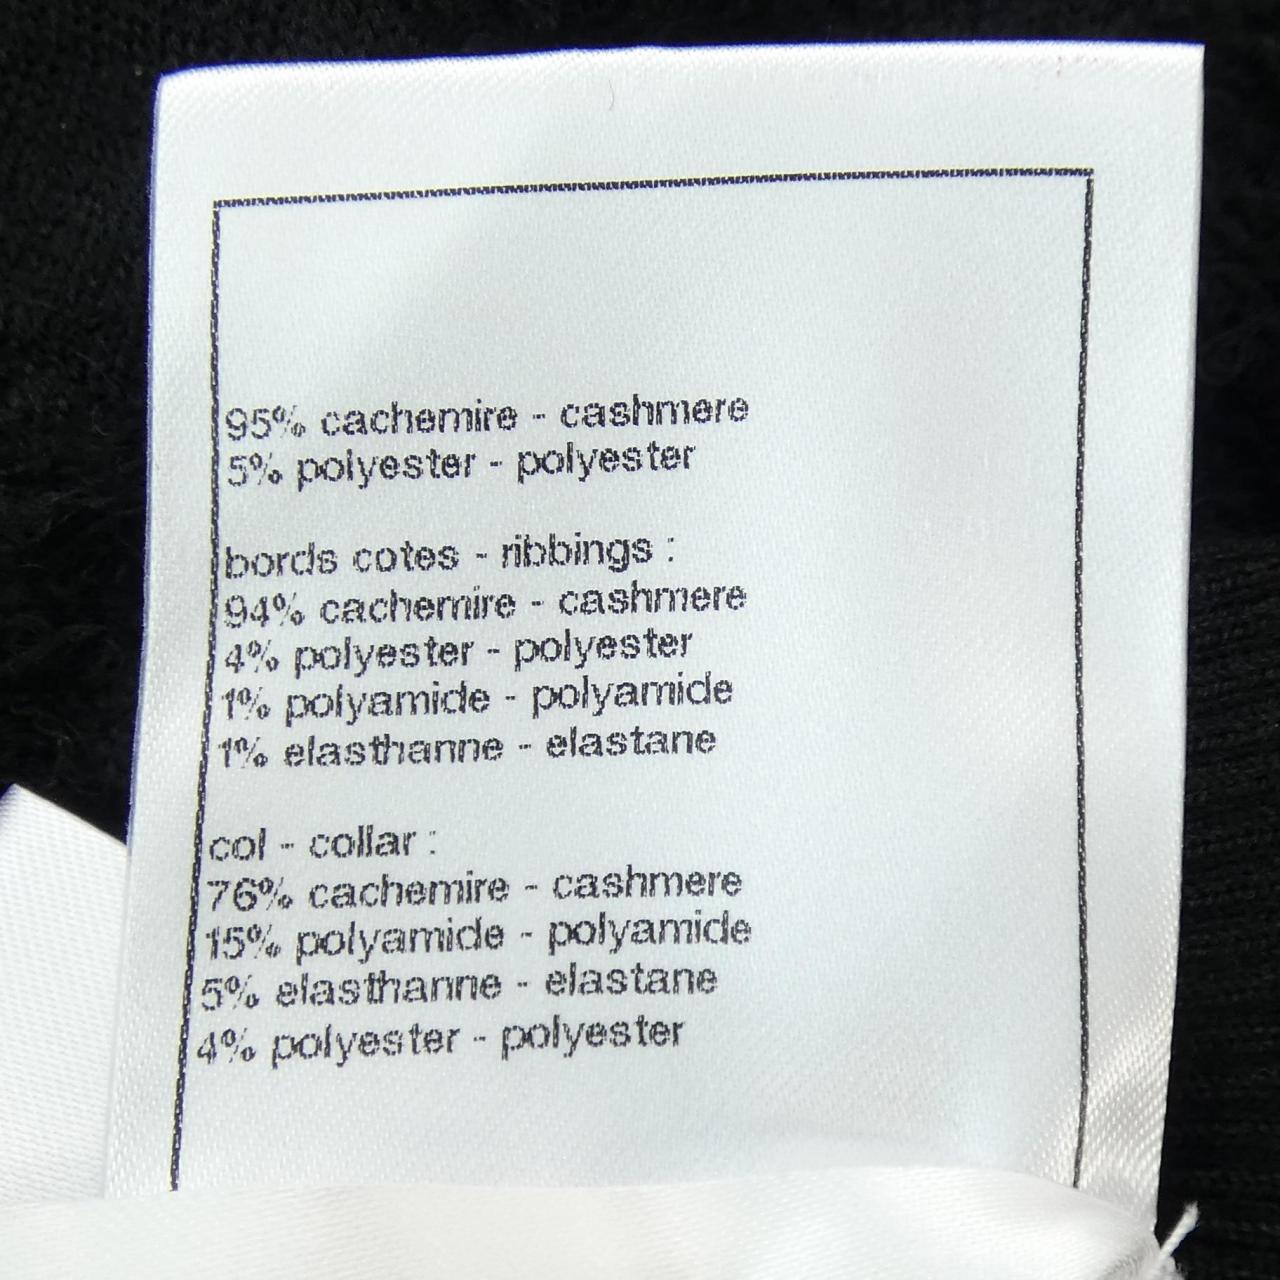 95% cachemire - cashmere
5% polyester - polyester
bords cotes - ribbings :
94% cachemire - cashmere
4% polyester - polyester
1% polyamide - polyamide
1% elasthanne - elastane
col - collar :
76% cachemire - cashmere
15% polyamide - polyamide
5% elasthanne - elastane
4% polyester - polyester